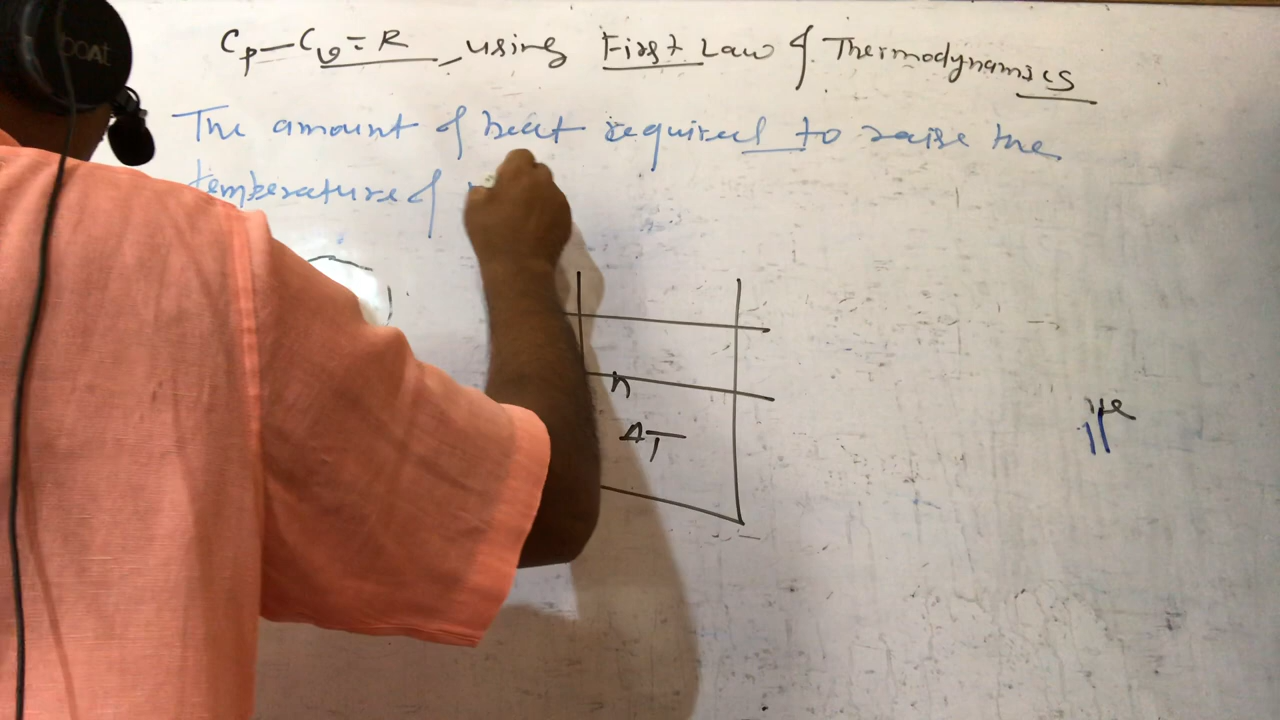 boAt
Cp - Cv = R, using First Law of Thermodynamics
The amount of heat required to raise the
temperature of
n
ΔT